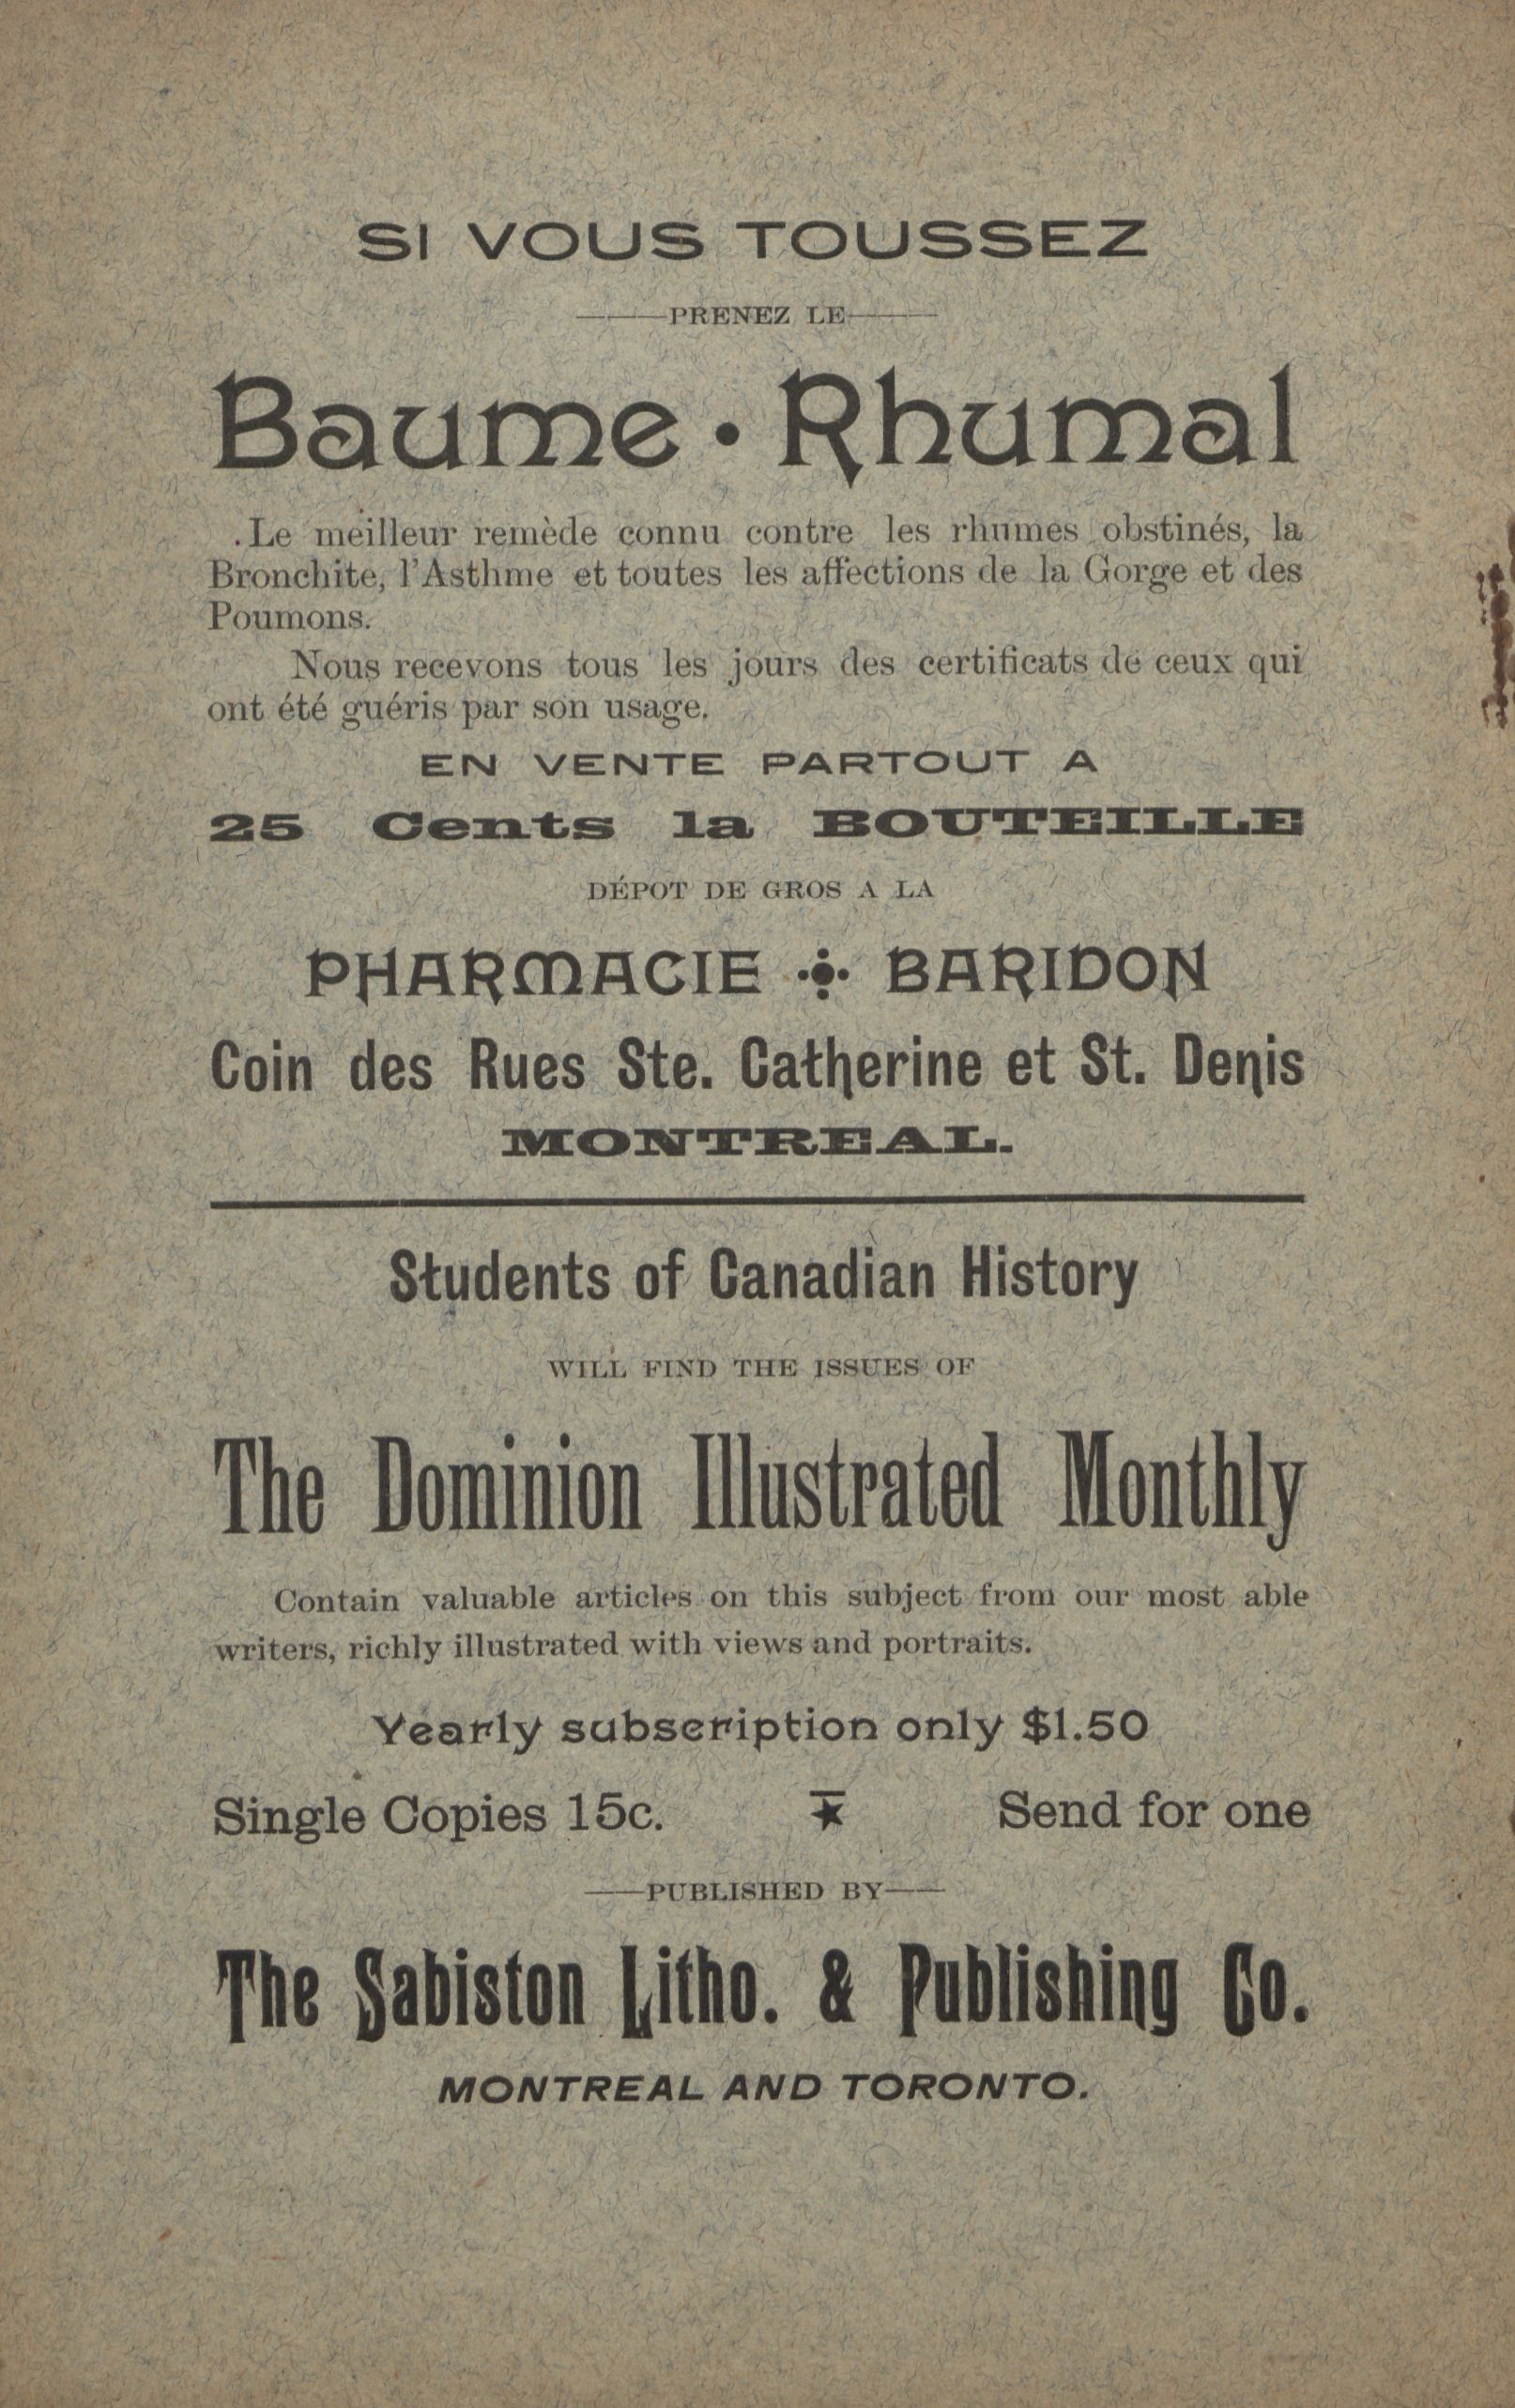 SI VOUS TOUSSEZ
PRENEZ LE
Baume • Rhumal
Le meilleur remède connu contre les rhumes obstinés, la
Bronchite, l'Asthme et toutes les affections de la Gorge et des
Poumons.
Nous recevons tous les jours des certificats de ceux qui
ont été guéris par son usage.
EN VENTE PARTOUT A
25 Cents la BOUTEILLE
DÉPOT DE GROS A LA
PHARMACIE BARIDON
Coin des Rues Ste. Catherine et St. Denis
MONTREAL.
Students of Canadian History
WILL FIND THE ISSUES OF
The Dominion Illustrated Monthly
Contain valuable articles on this subject from our most able
writers, richly illustrated with views and portraits.
Yearly subscription only $1.50
Single Copies 15c. Send for one
PUBLISHED BY
The Sabiston Litho. & Publishing Co.
MONTREAL AND TORONTO.